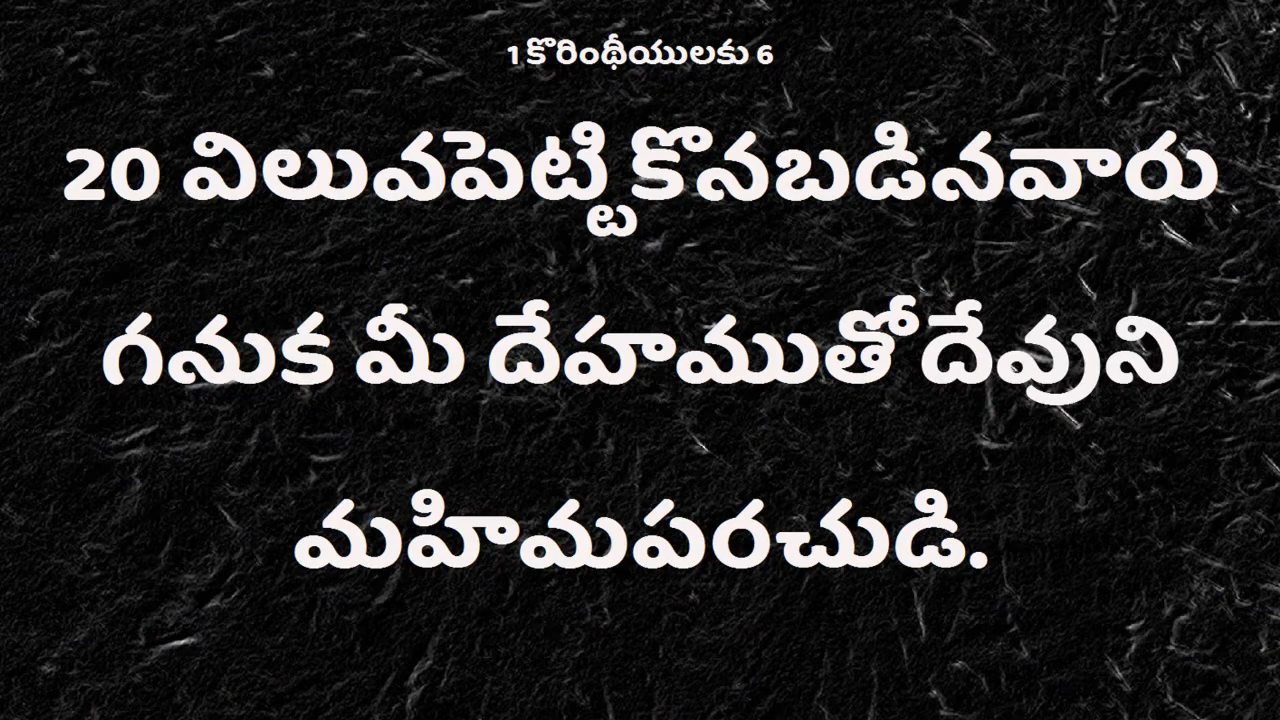 1 కొరింథీయులకు 6
20 విలువపెట్టి కొనబడినవారు
గనుక మీ దేహముతో దేవుని
మహిమపరచుడి.